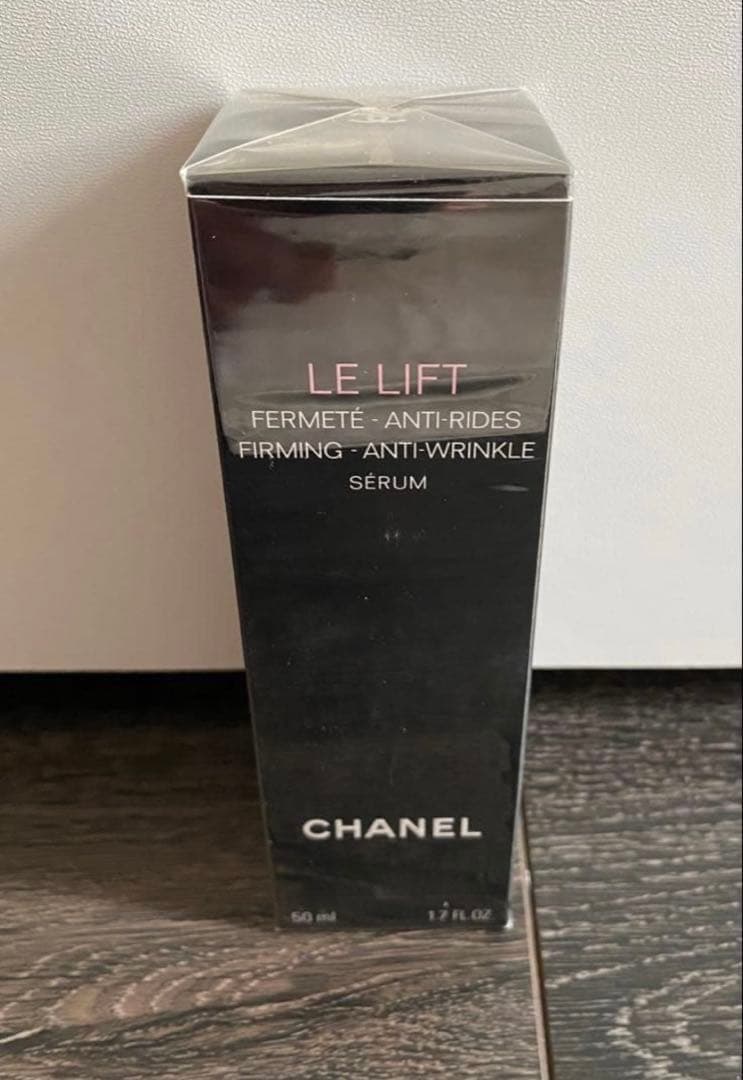 LE LIFT
FERMETÉ - ANTI-RIDES
FIRMING - ANTI-WRINKLE
SÉRUM
CHANEL
50 ml 1.7 FL. OZ